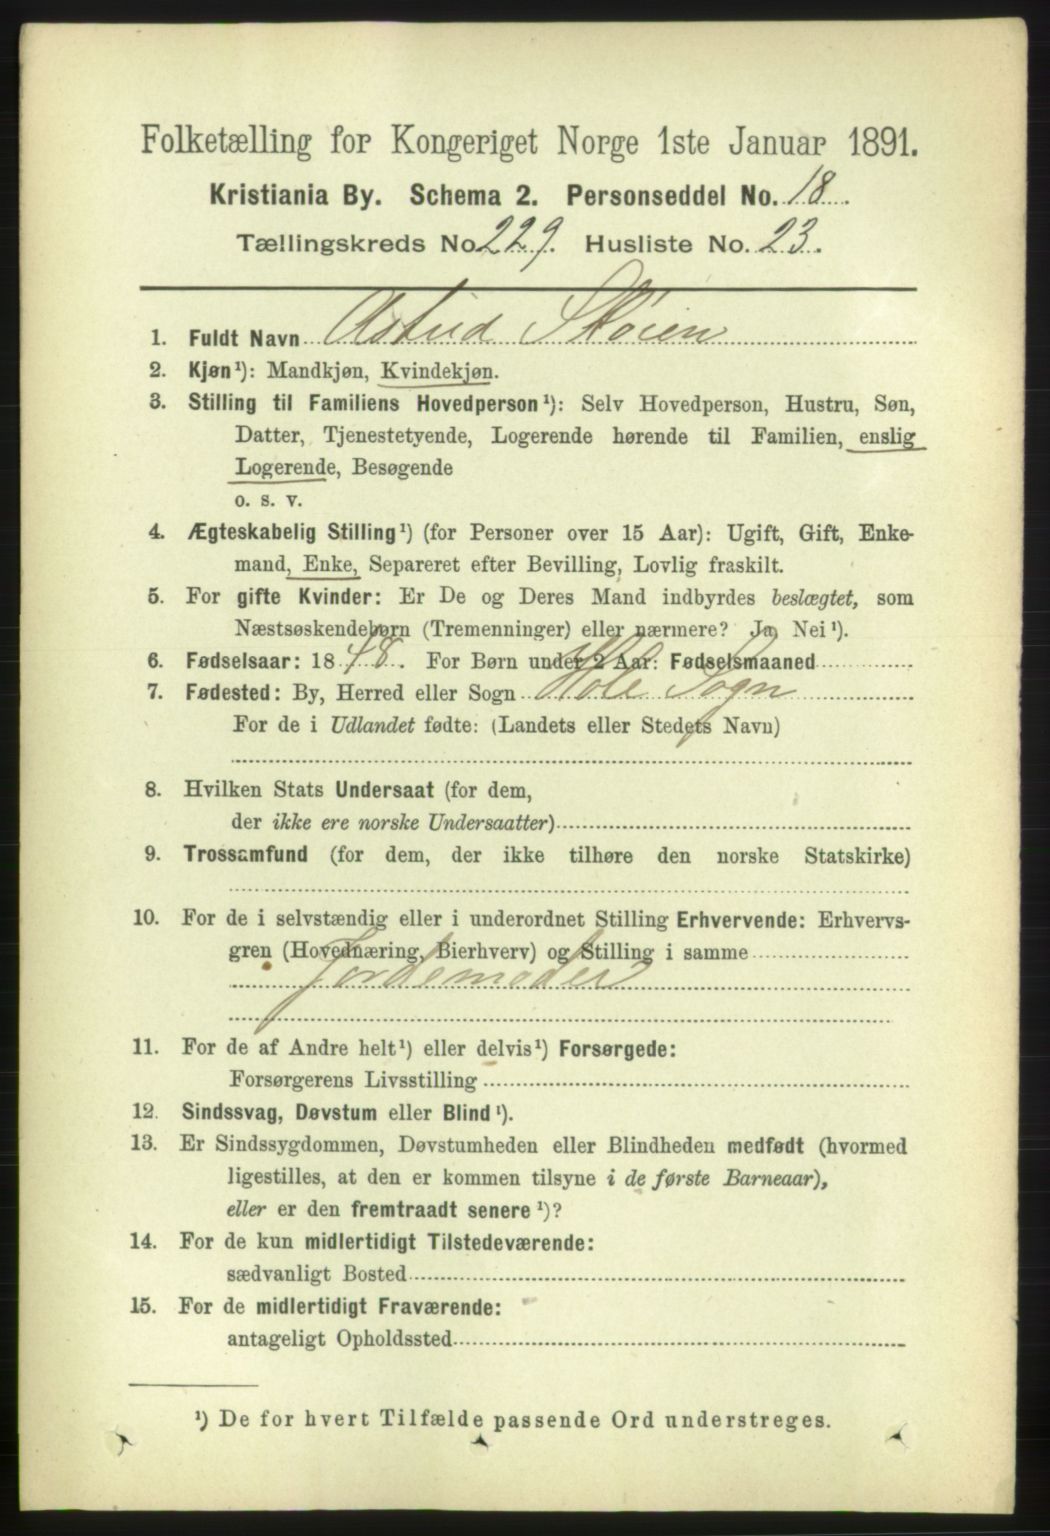 Folketælling for Kongeriget Norge 1ste Januar 1891.
Kristiania By. Schema 2. Personseddel No. 18.
Tællingskreds No. 229. Husliste No. 23.
1. Fuldt Navn Astrid Støien
2. Kjøn¹): Mandkjøn, Kvindekjøn.
3. Stilling til Familiens Hovedperson¹): Selv Hovedperson, Hustru, Søn,
Datter, Tjenestetyende, Logerende hørende til Familien, enslig
Logerende, Besøgende
o. s. v.
4. Ægteskabelig Stilling¹) (for Personer over 15 Aar): Ugift, Gift, Enke-
mand, Enke, Separeret efter Bevilling, Lovlig fraskilt.
5. For gifte Kvinder: Er De og Deres Mand indbyrdes beslægtet, som
Næstsøskendebørn (Tremenninger) eller nærmere? Ja, Nei¹).
6. Fødselsaar: 1848. For Børn under 2 Aar: Fødselsmaaned
7. Fødested: By, Herred eller Sogn Hole Sogn
For de i Udlandet fødte: (Landets eller Stedets Navn)
8. Hvilken Stats Undersaat (for dem,
der ikke ere norske Undersaatter)
9. Trossamfund (for dem, der ikke tilhøre den norske Statskirke)
10. For de i selvstændig eller i underordnet Stilling Erhvervende: Erhvervs-
gren (Hovednæring, Bierhverv) og Stilling i samme
Jordemoder
11. For de af Andre helt¹) eller delvis¹) Forsørgede:
Forsørgerens Livsstilling
12. Sindssvag, Døvstum eller Blind¹).
13. Er Sindssygdommen, Døvstumheden eller Blindheden medfødt (hvormed
ligestilles, at den er kommen tilsyne i de første Barneaar),
eller er den fremtraadt senere¹)?
14. For de kun midlertidigt Tilstedeværende:
sædvanligt Bosted
15. For de midlertidigt Fraværende:
antageligt Opholdssted
¹) De for hvert Tilfælde passende Ord understreges.